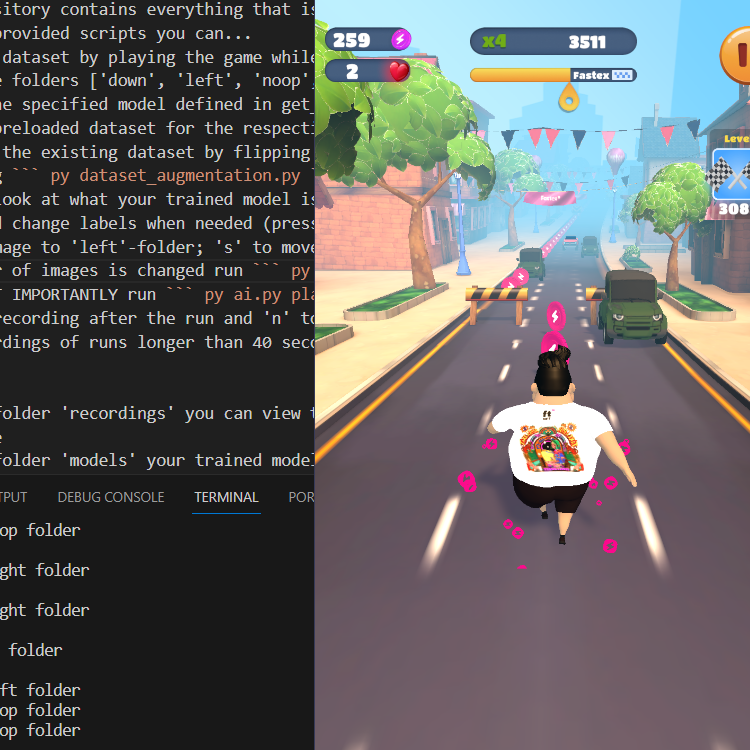 sitory contains everything that is
provided scripts you can...
dataset by playing the game while
e folders ['down', 'left', 'noop'
he specified model defined in get_
preloaded dataset for the respecti
the existing dataset by flipping
g ``` py dataset_augmentation.py
look at what your trained model is
d change labels when needed (press
mage to 'left'-folder; 's' to move
r of images is changed run ``` py
T IMPORTANTLY run ``` py ai.py pla
recording after the run and 'n' to
rdings of runs longer than 40 seco
folder 'recordings' you can view t
e
folder 'models' your trained model
TPUT DEBUG CONSOLE TERMINAL POR
op folder
ght folder
ght folder
folder
ft folder
op folder
op folder
259
2
x4 3511
Fastex
Level
308